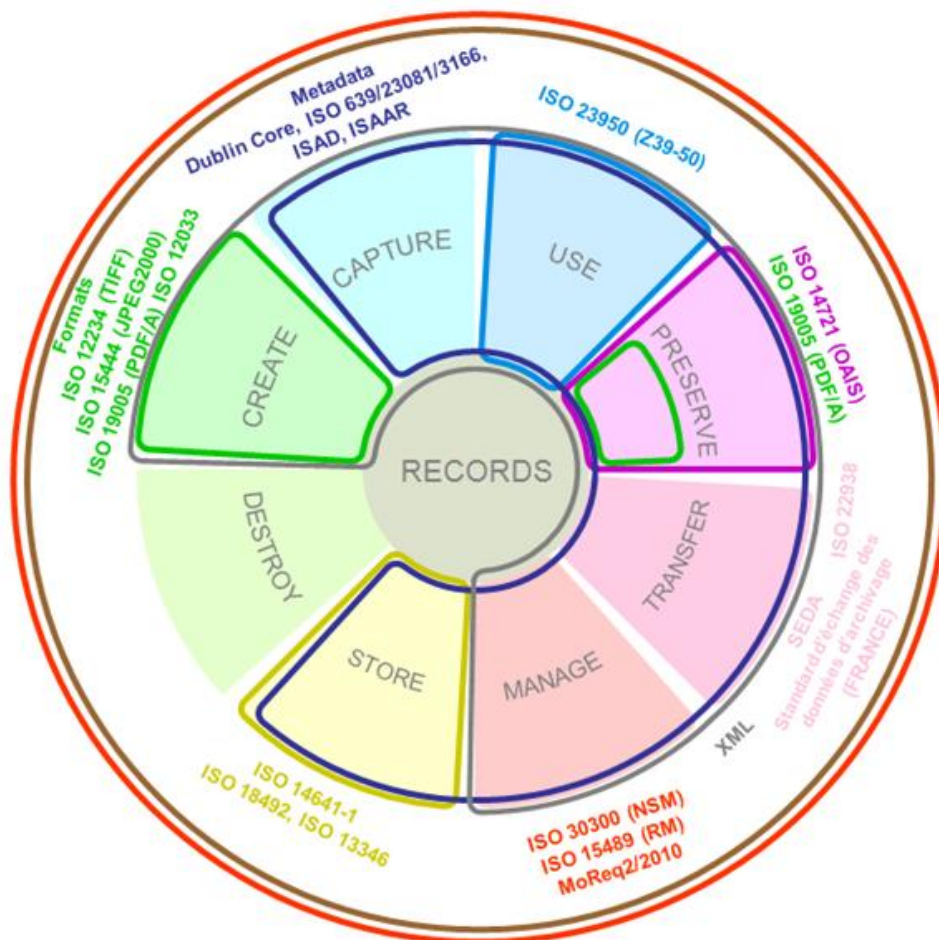 Metadata
Dublin Core, ISO 639/23081/3166,
ISAD, ISAAR
ISO 23950 (Z39-50)
ISO 14721 (OAIS)
ISO 19005 (PDF/A)
Formats
ISO 12234 (TIFF)
ISO 15444 (JPEG2000)
ISO 19005 (PDF/A) ISO 12033
CAPTURE
USE
CREATE
PRESERVE
RECORDS
DESTROY
TRANSFER
STORE
MANAGE
ISO 22938
SEDA
Standard d'échange des
données d'archivage
(FRANCE)
XML
ISO 14641-1
ISO 18492, ISO 13346
ISO 30300 (NSM)
ISO 15489 (RM)
MoReq2/2010